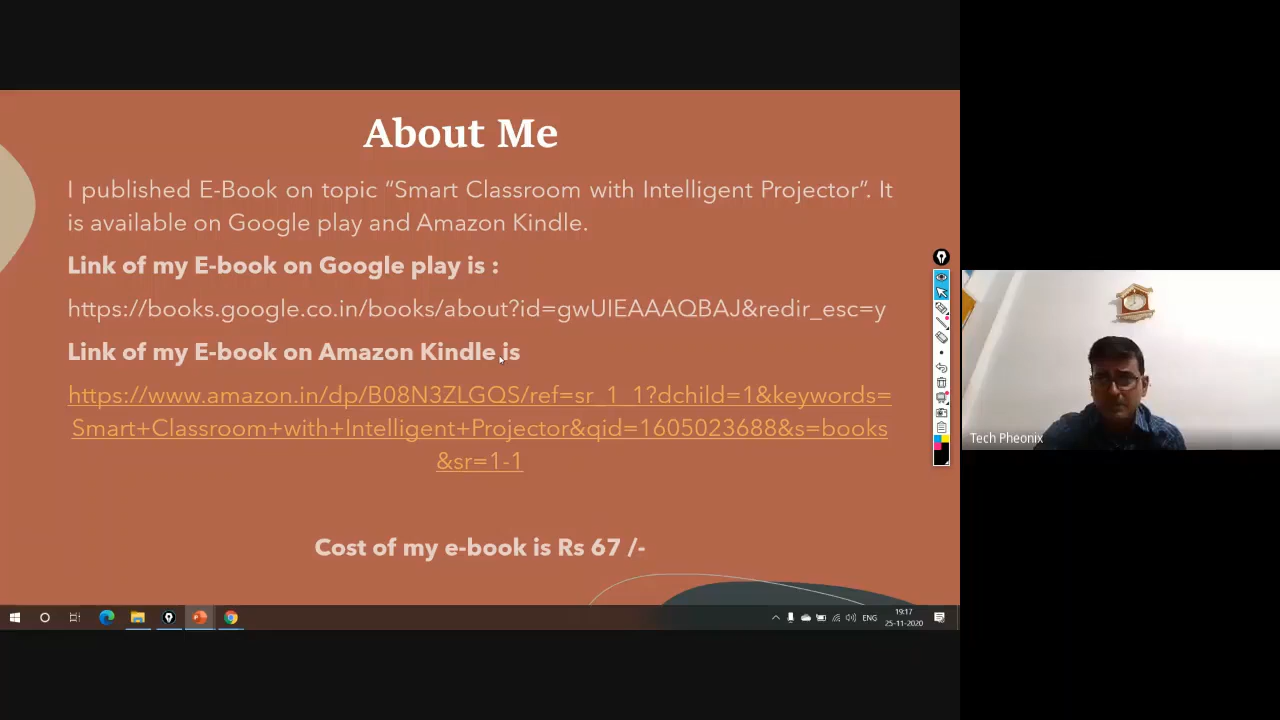 About Me
I published E-Book on topic “Smart Classroom with Intelligent Projector”. It
is available on Google play and Amazon Kindle.
Link of my E-book on Google play is :
https://books.google.co.in/books/about?id=gwUIEAAAQBAJ&redir_esc=y
Link of my E-book on Amazon Kindle is
https://www.amazon.in/dp/B08N3ZLGQS/ref=sr_1_1?dchild=1&keywords=
Smart+Classroom+with+Intelligent+Projector&qid=1605023688&s=books
&sr=1-1
Cost of my e-book is Rs 67 /-
Tech Pheonix
ENG
19:17
25-11-2020